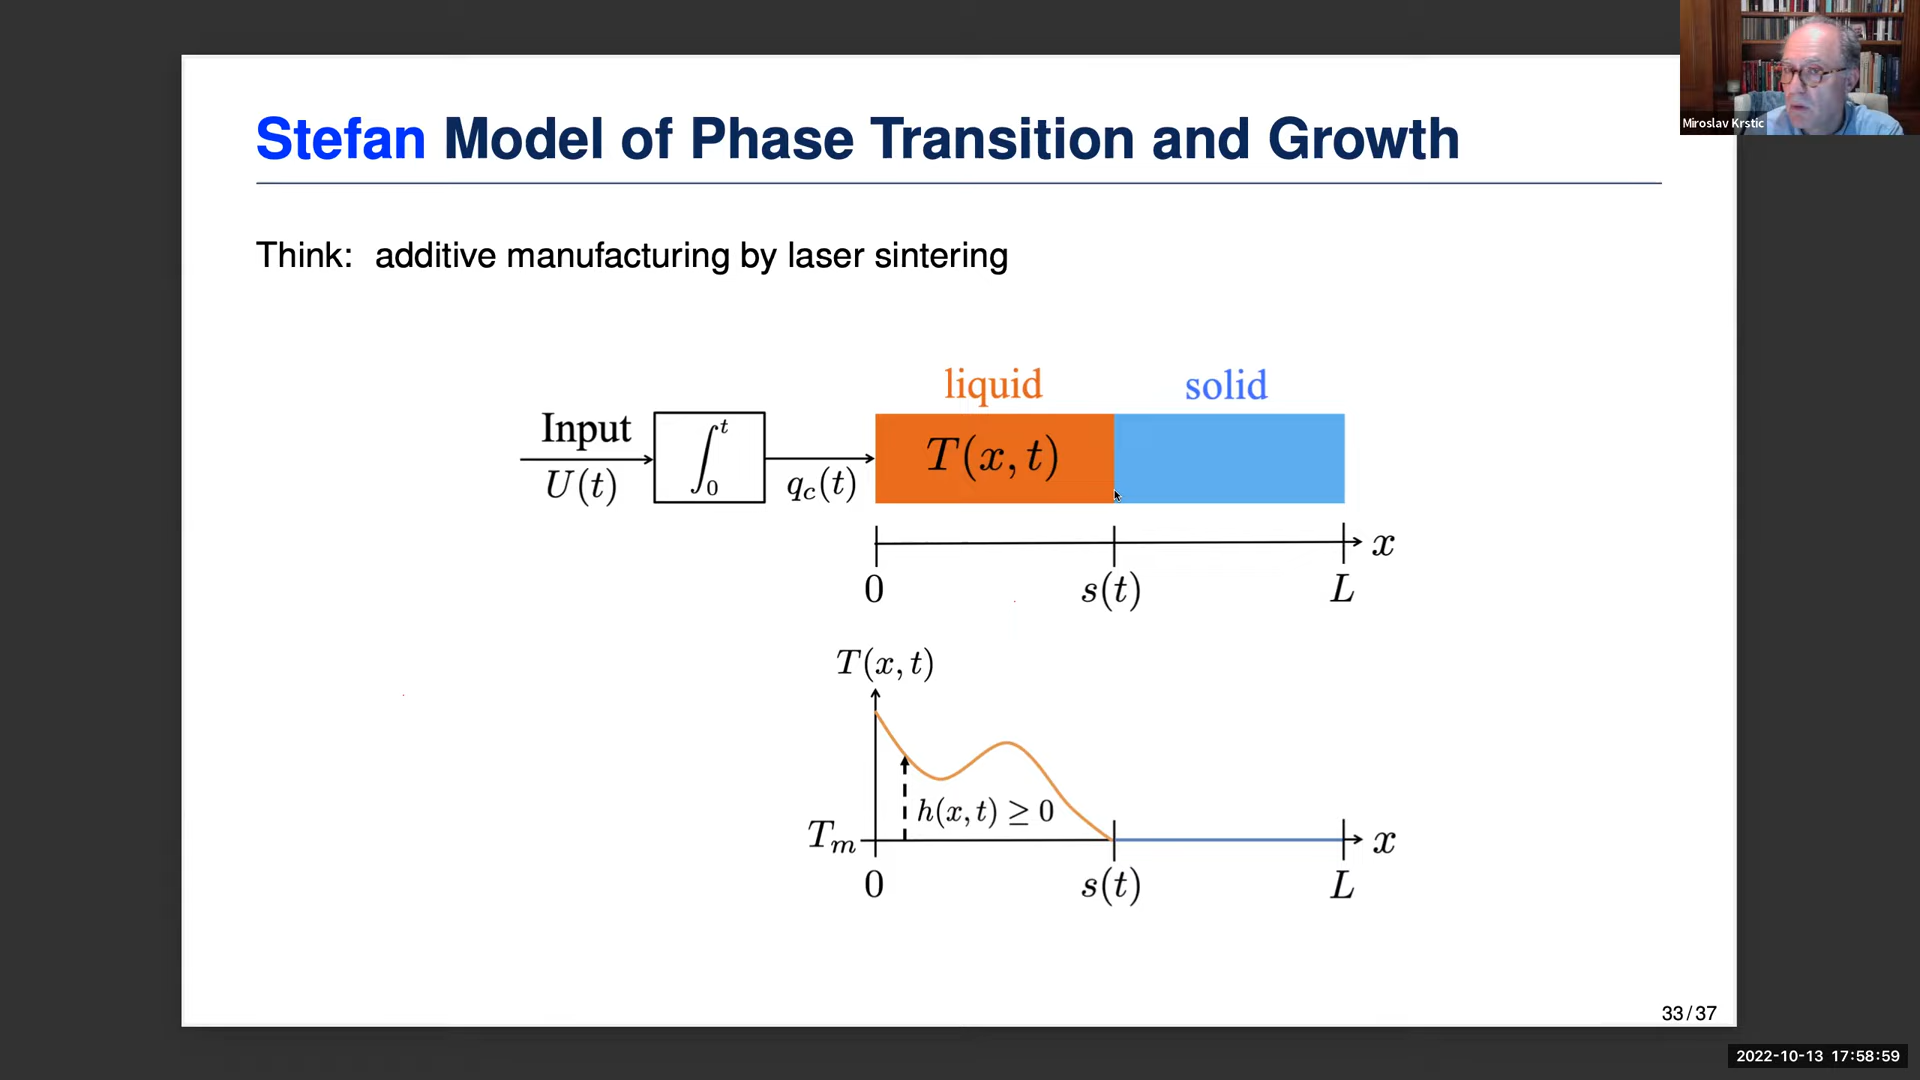 Miroslav Krstic
Stefan Model of Phase Transition and Growth
Think: additive manufacturing by laser sintering
liquid solid
Input
U(t)
∫₀ᵗ
q_c(t)
T(x, t)
x
0 s(t) L
T(x, t)
h(x, t) ≥ 0
T_m
x
0 s(t) L
33 / 37
2022-10-13 17:58:59